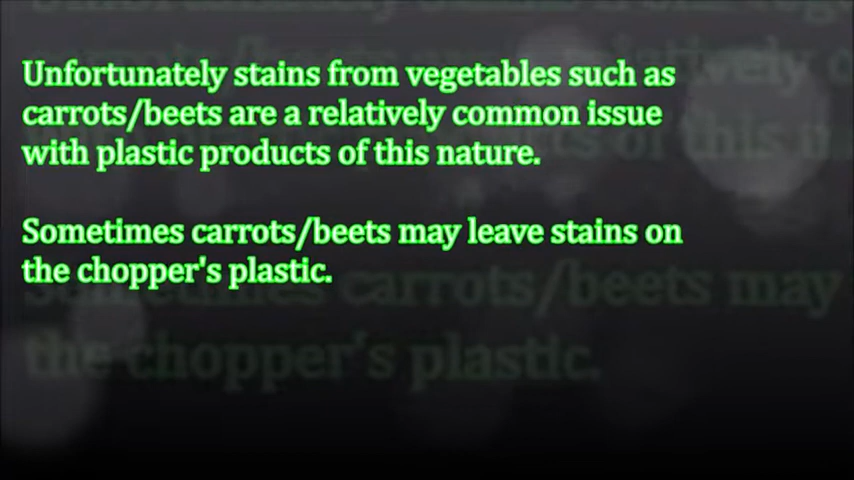 Unfortunately stains from vegetables such as
carrots/beets are a relatively common issue
with plastic products of this nature.
Sometimes carrots/beets may leave stains on
the chopper's plastic.